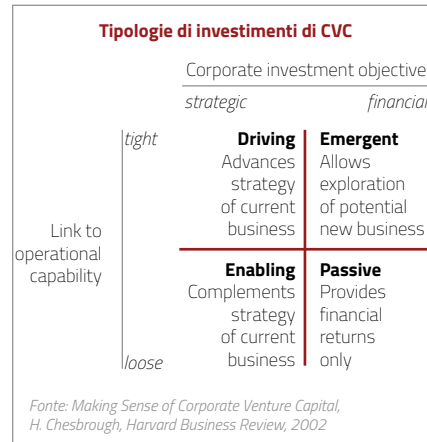 Tipologie di investimenti di CVC
Corporate investment objective
strategic financial
tight
Driving
Advances
strategy
of current
business
Emergent
Allows
exploration
of potential
new business
Link to
operational
capability
Enabling
Complements
strategy
of current
business
Passive
Provides
financial
returns
only
loose
Fonte: Making Sense of Corporate Venture Capital,
H. Chesbrough, Harvard Business Review, 2002